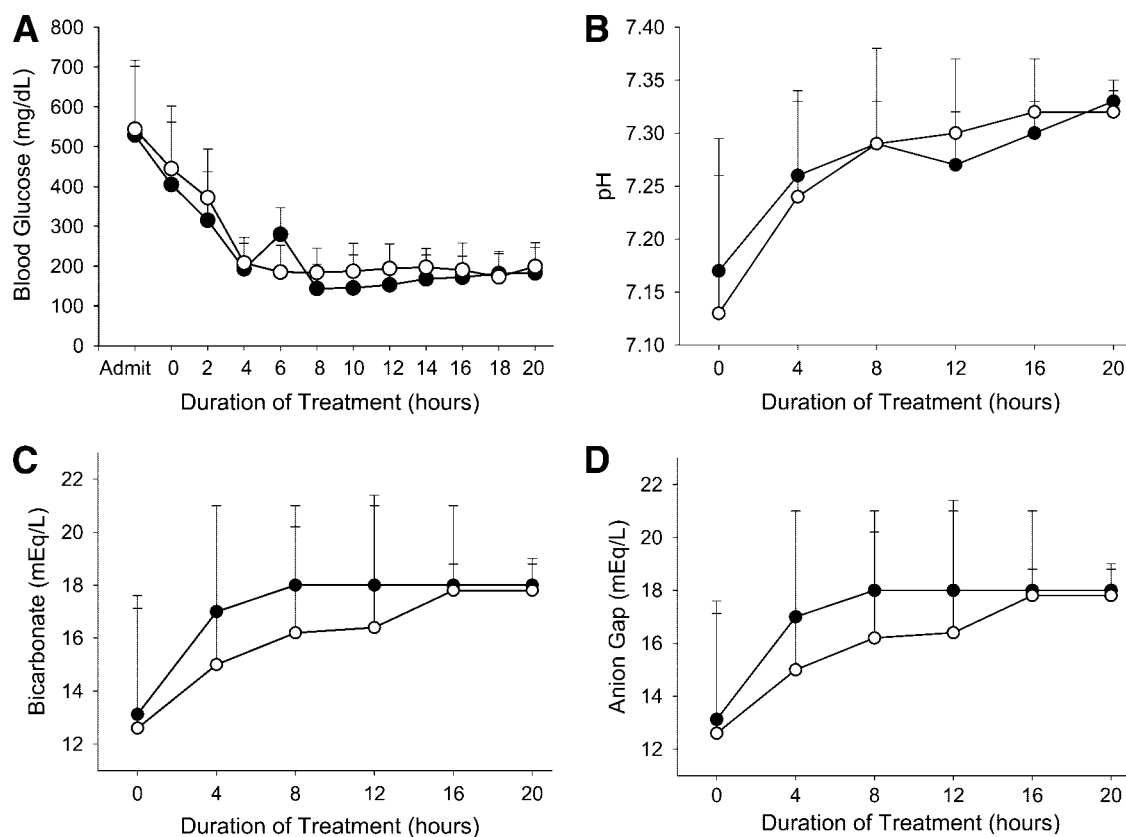 A
Blood Glucose (mg/dL)
800
700
600
500
400
300
200
100
0
Admit 0 2 4 6 8 10 12 14 16 18 20
Duration of Treatment (hours)
B
pH
7.35
7.30
7.25
7.20
7.15
7.10
0 4 8 12 16 20
Duration of Treatment (hours)
C
Bicarbonate (mEq/L)
22
20
18
16
14
12
0 4 8 12 16 20
Duration of Treatment (hours)
D
Anion Gap (mEq/L)
22
20
18
16
14
12
0 4 8 12 16 20
Duration of Treatment (hours)